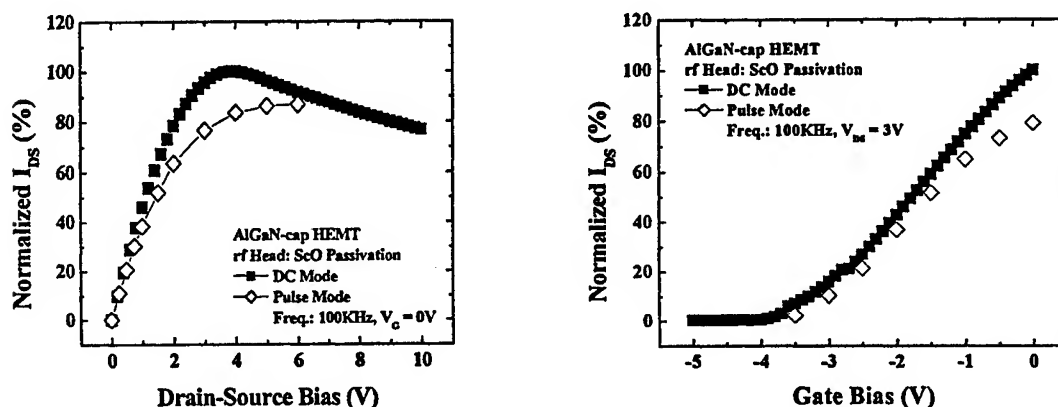 120
100
80
60
40
20
0
Normalized I_DS (%)
AlGaN-cap HEMT
rf Head: ScO Passivation
DC Mode
Pulse Mode
Freq.: 100KHz, V_G = 0V
0 2 4 6 8 10
Drain-Source Bias (V)
120
100
80
60
40
20
0
Normalized I_DS (%)
AlGaN-cap HEMT
rf Head: ScO Passivation
DC Mode
Pulse Mode
Freq.: 100KHz, V_DS = 3V
-5 -4 -3 -2 -1 0
Gate Bias (V)